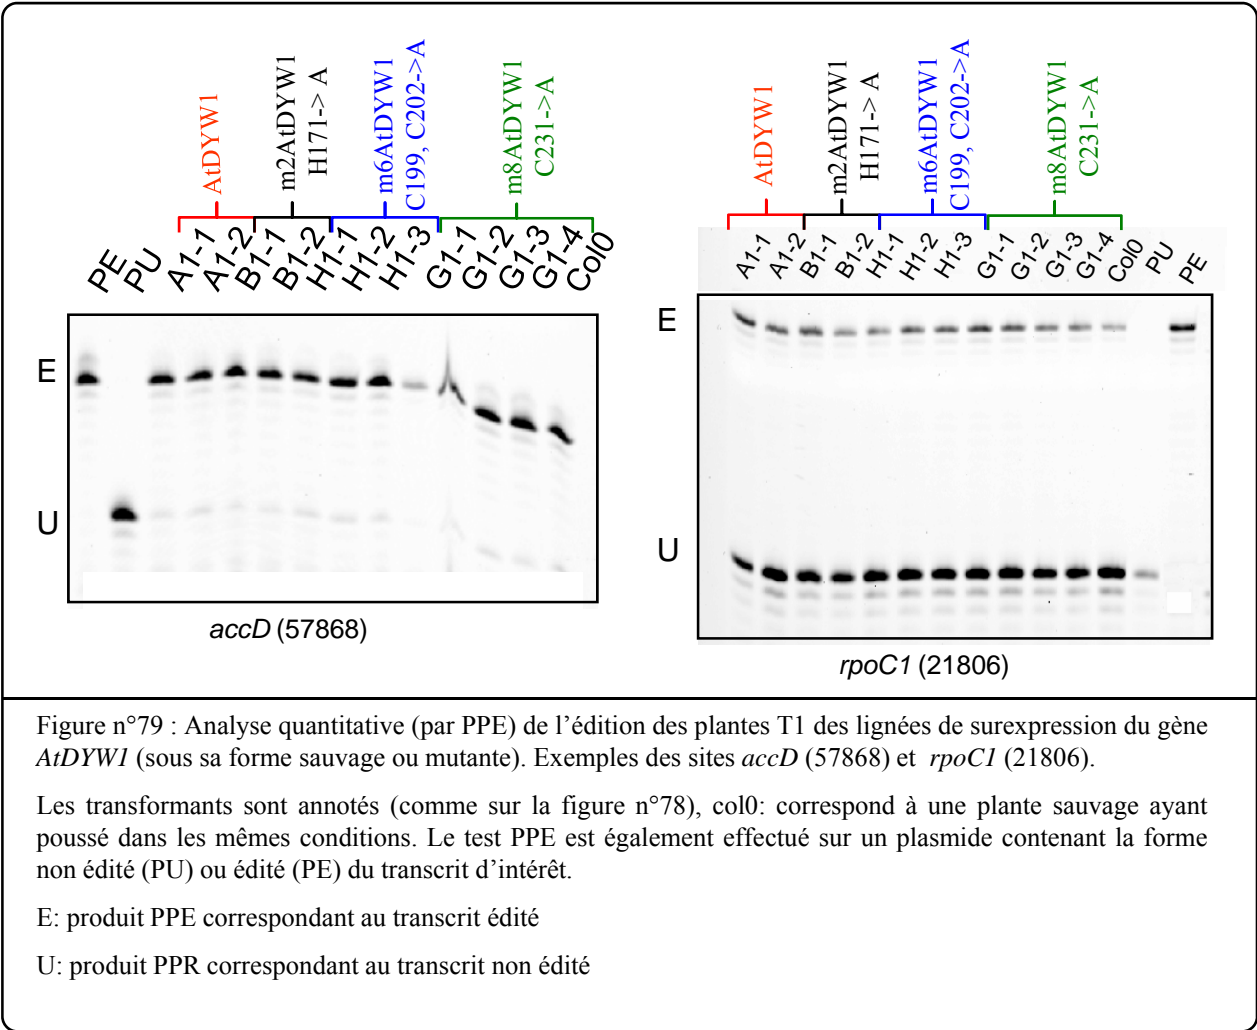 AtDYW1
m2AtDYW1
H171-> A
m6AtDYW1
C199, C202->A
m8AtDYW1
C231->A
PE
PU
A1-1
A1-2
B1-1
B1-2
H1-1
H1-2
H1-3
G1-1
G1-2
G1-3
G1-4
Col0
E
U
accD (57868)
AtDYW1
m2AtDYW1
H171-> A
m6AtDYW1
C199, C202->A
m8AtDYW1
C231->A
A1-1
A1-2
B1-1
B1-2
H1-1
H1-2
H1-3
G1-1
G1-2
G1-3
G1-4
Col0
PU
PE
E
U
rpoC1 (21806)
Figure n°79 : Analyse quantitative (par PPE) de l’édition des plantes T1 des lignées de surexpression du gène
AtDYW1 (sous sa forme sauvage ou mutante). Exemples des sites accD (57868) et rpoC1 (21806).
Les transformants sont annotés (comme sur la figure n°78), col0: correspond à une plante sauvage ayant
poussé dans les mêmes conditions. Le test PPE est également effectué sur un plasmide contenant la forme
non édité (PU) ou édité (PE) du transcrit d’intérêt.
E: produit PPE correspondant au transcrit édité
U: produit PPR correspondant au transcrit non édité